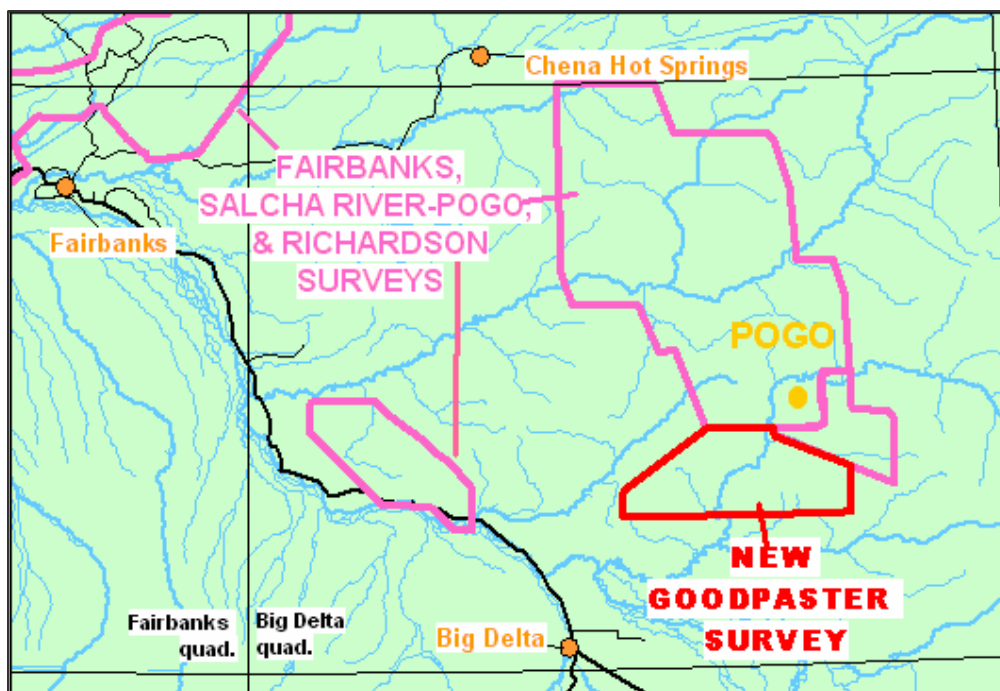 Chena Hot Springs
FAIRBANKS,
SALCHA RIVER-POGO,
& RICHARDSON
SURVEYS
Fairbanks
POGO
NEW
GOODPASTER
SURVEY
Fairbanks
quad.
Big Delta
quad.
Big Delta